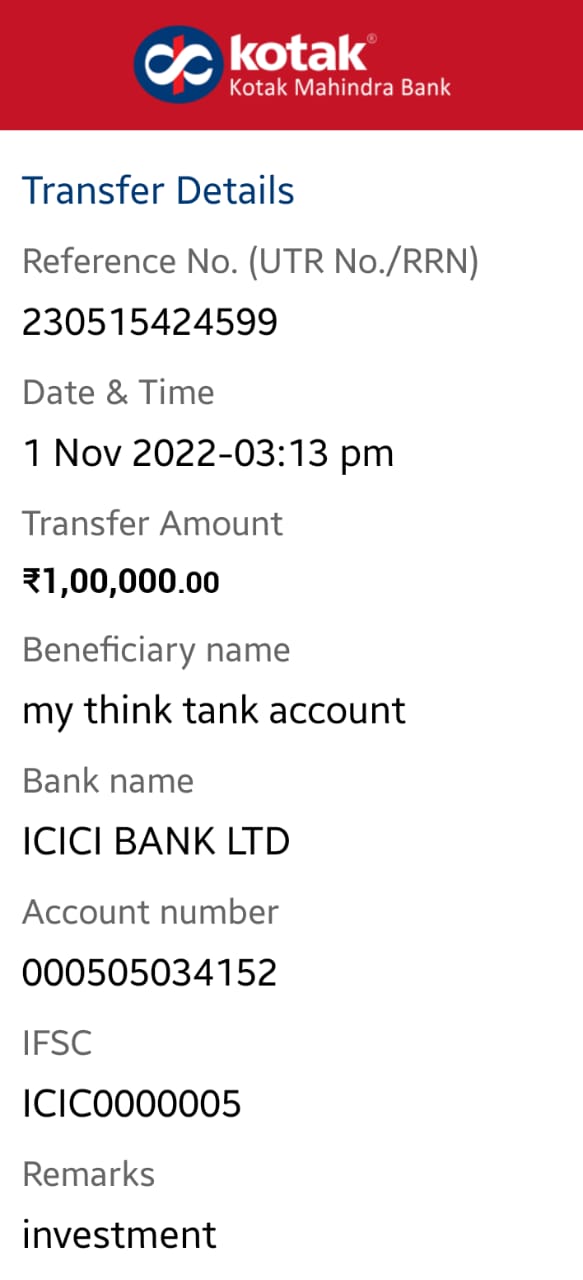 kotak®
Kotak Mahindra Bank
Transfer Details
Reference No. (UTR No./RRN)
230515424599
Date & Time
1 Nov 2022-03:13 pm
Transfer Amount
₹1,00,000.00
Beneficiary name
my think tank account
Bank name
ICICI BANK LTD
Account number
000505034152
IFSC
ICIC0000005
Remarks
investment